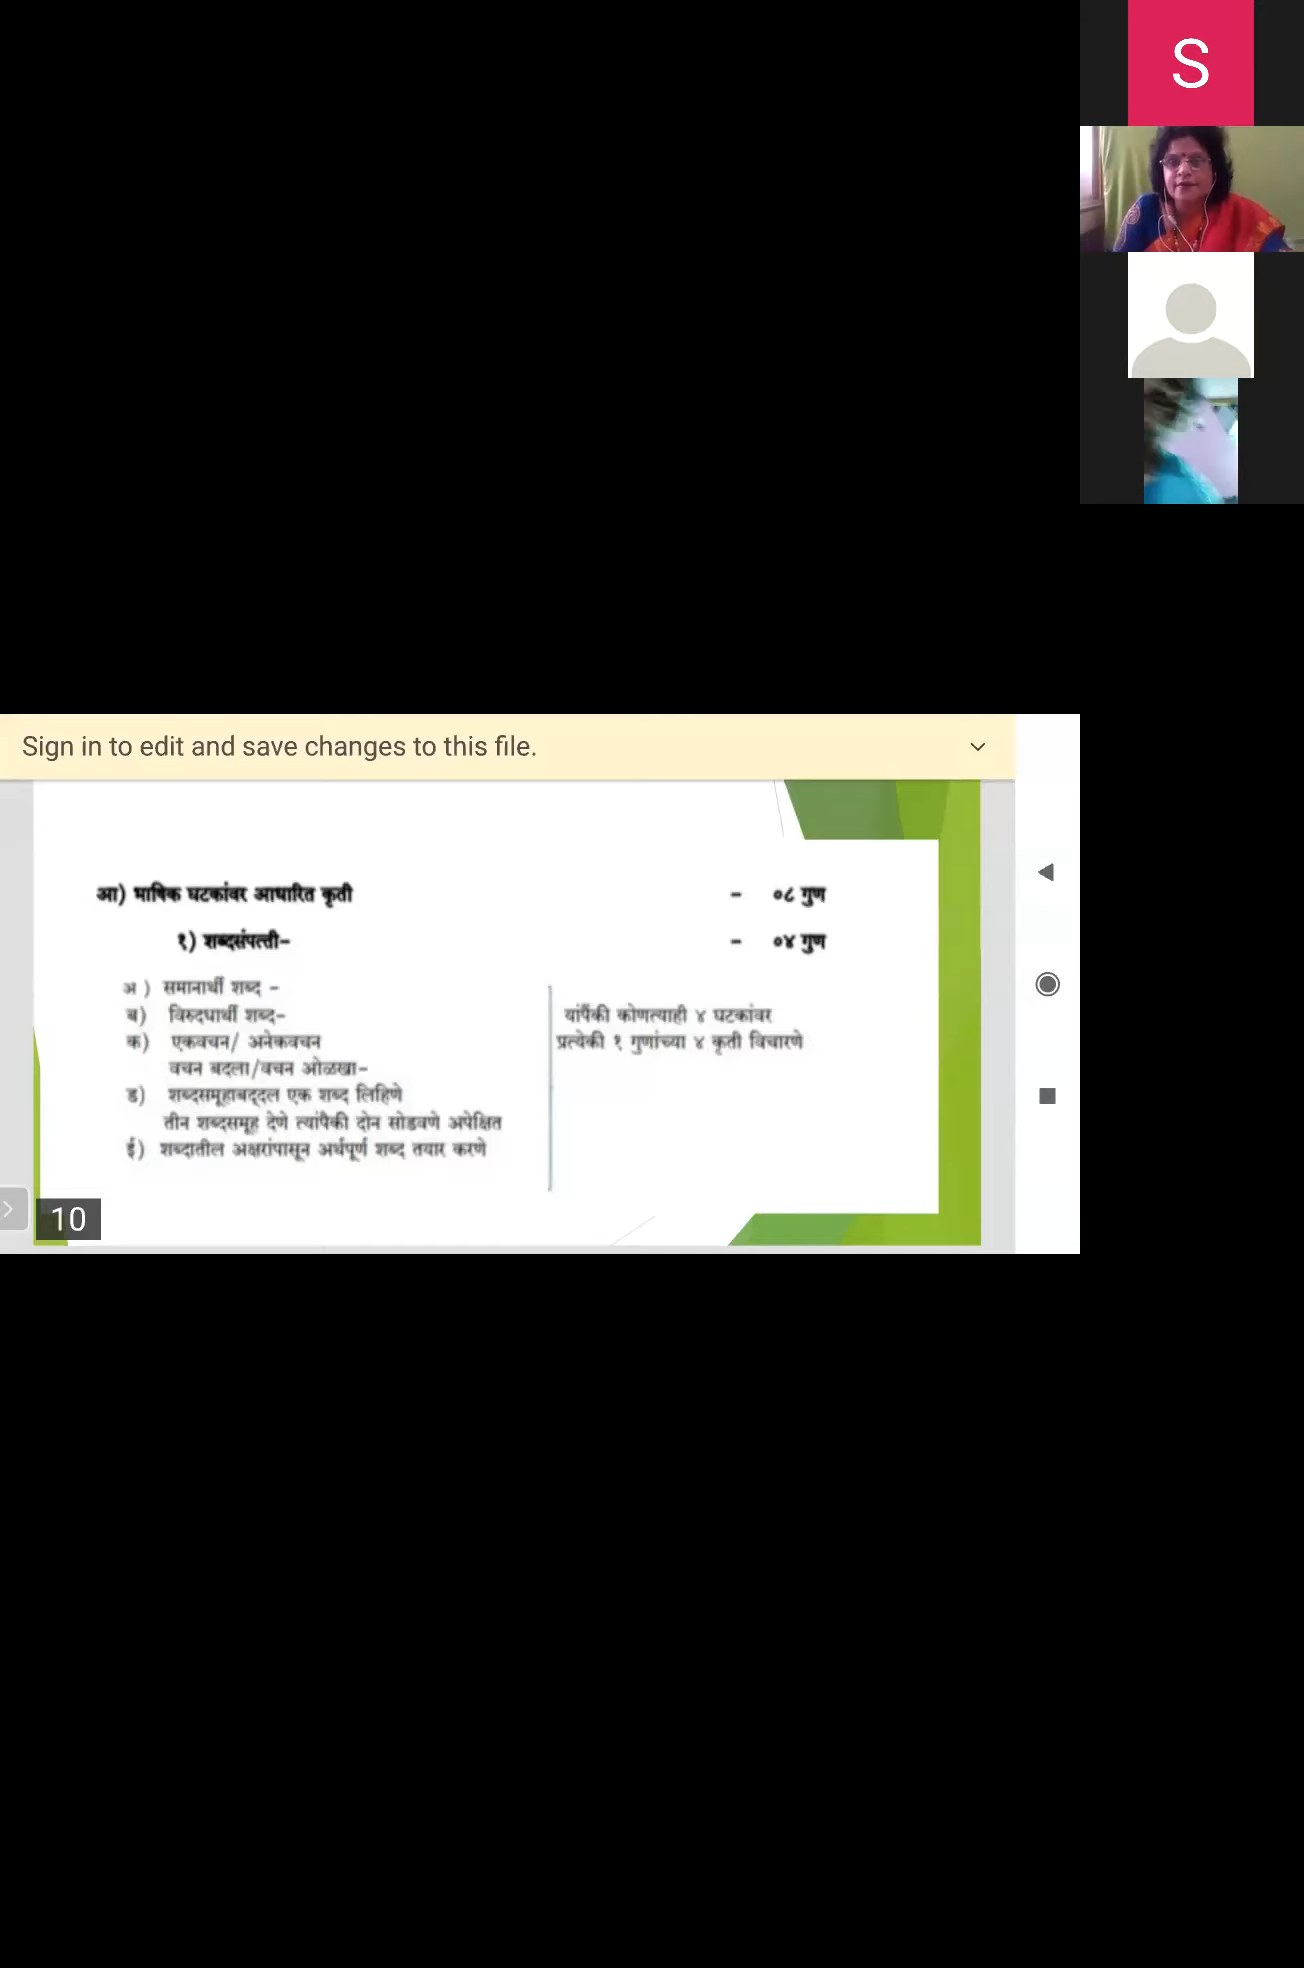 S
Sign in to edit and save changes to this file.
आ) भाषिक घटकांवर आधारित कृती - ०८ गुण
१) शब्दसंपत्ती- - ०४ गुण
अ ) समानार्थी शब्द -
ब) विरुद्धार्थी शब्द-
क) एकवचन/ अनेकवचन
वचन बदला/वचन ओळखा-
ड) शब्दसमूहाबद्दल एक शब्द लिहिणे
तीन शब्दसमूह देणे त्यांपैकी दोन सोडवणे अपेक्षित
ई) शब्दातील अक्षरांपासून अर्थपूर्ण शब्द तयार करणे
यांपैकी कोणत्याही ४ घटकांवर
प्रत्येकी १ गुणांच्या ४ कृती विचारणे
10